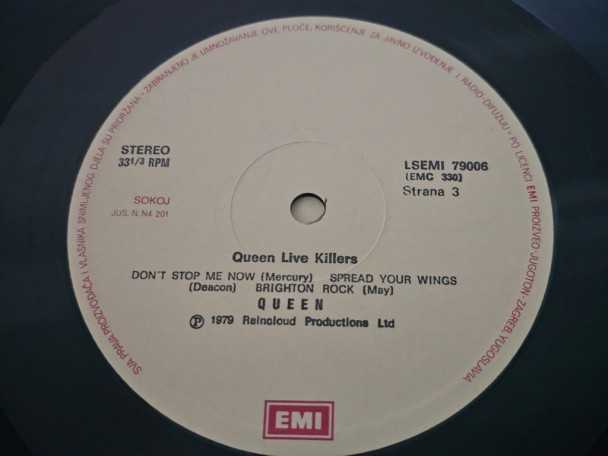 SVA PRAVA PROIZVOĐAČA I VLASNIKA SNIMLJENOG DJELA SU PRIDRŽANA - ZABRANJENO JE UMNOŽAVANJE OVE PLOČE, KORIŠĆENJE ZA JAVNO IZVOĐENJE I RADIO-DIFUZIJU - PO LICENCI EMI PROIZVEO JUGOTON - ZAGREB, YUGOSLAVIA
STEREO
33 1/3 RPM
LSEMI 79006
(EMC 330)
Strana 3
SOKOJ
JUS. N. N4 201
Queen Live Killers
DON'T STOP ME NOW (Mercury) SPREAD YOUR WINGS
(Deacon) BRIGHTON ROCK (May)
QUEEN
Ⓟ 1979 Raincloud Productions Ltd
EMI